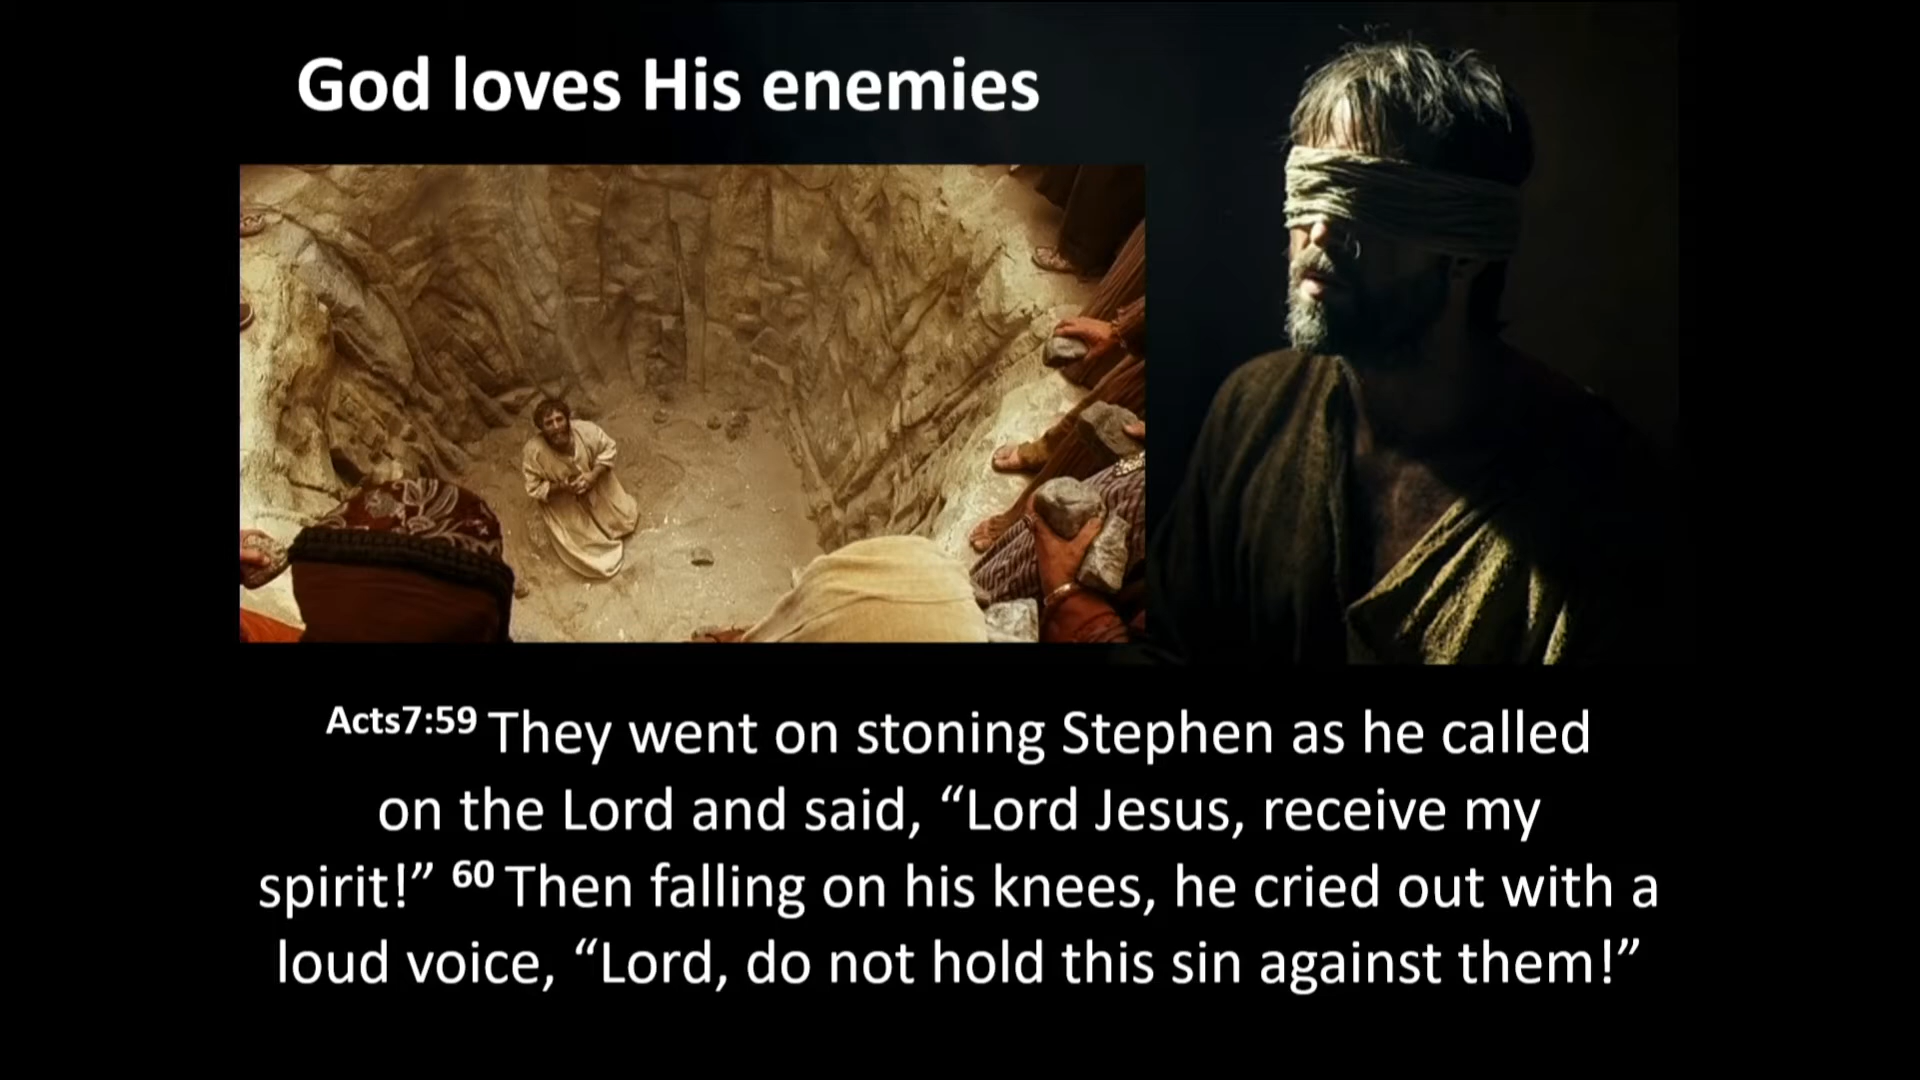 God loves His enemies
Acts7:59 They went on stoning Stephen as he called
on the Lord and said, “Lord Jesus, receive my
spirit!” 60 Then falling on his knees, he cried out with a
loud voice, “Lord, do not hold this sin against them!”